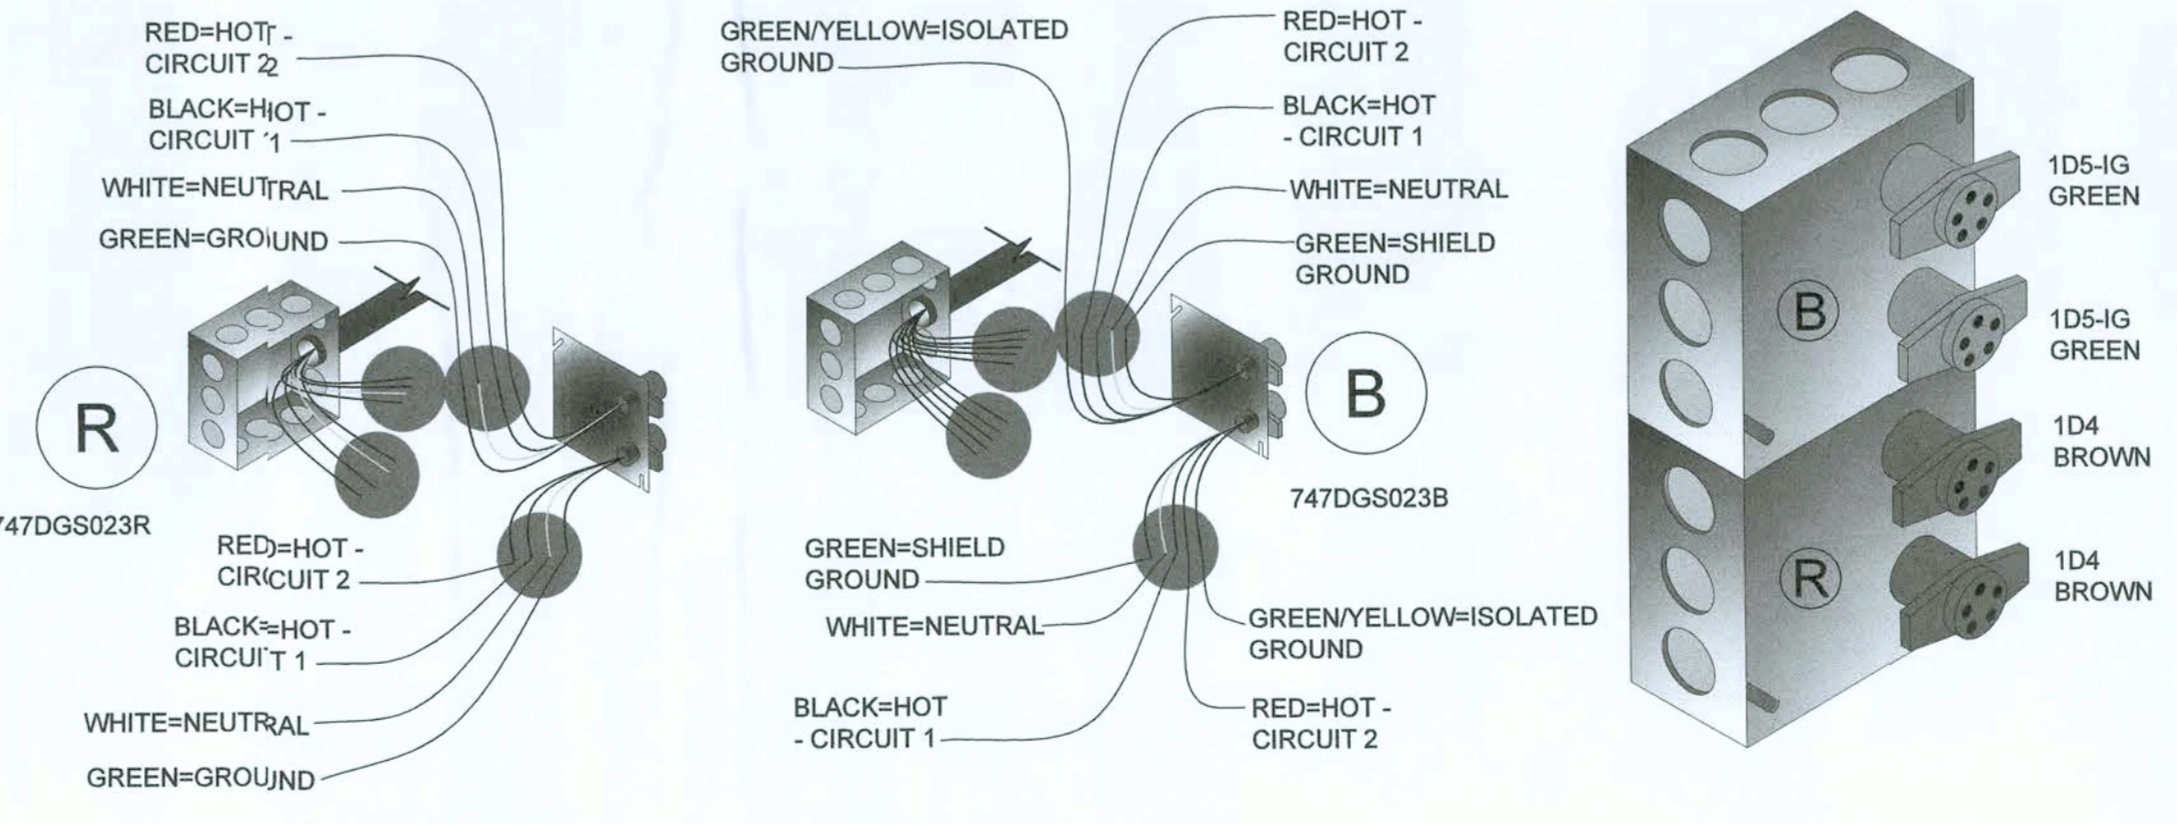 RED=HOT -
CIRCUIT 2
BLACK=HOT -
CIRCUIT 1
WHITE=NEUTRAL
GREEN=GROUND
R
747DGS023R
RED=HOT -
CIRCUIT 2
BLACK=HOT -
CIRCUIT 1
WHITE=NEUTRAL
GREEN=GROUND
GREEN/YELLOW=ISOLATED
GROUND
RED=HOT -
CIRCUIT 2
BLACK=HOT
- CIRCUIT 1
WHITE=NEUTRAL
GREEN=SHIELD
GROUND
B
747DGS023B
GREEN=SHIELD
GROUND
WHITE=NEUTRAL
BLACK=HOT
- CIRCUIT 1
GREEN/YELLOW=ISOLATED
GROUND
RED=HOT -
CIRCUIT 2
1D5-IG
GREEN
B
1D5-IG
GREEN
1D4
BROWN
R
1D4
BROWN